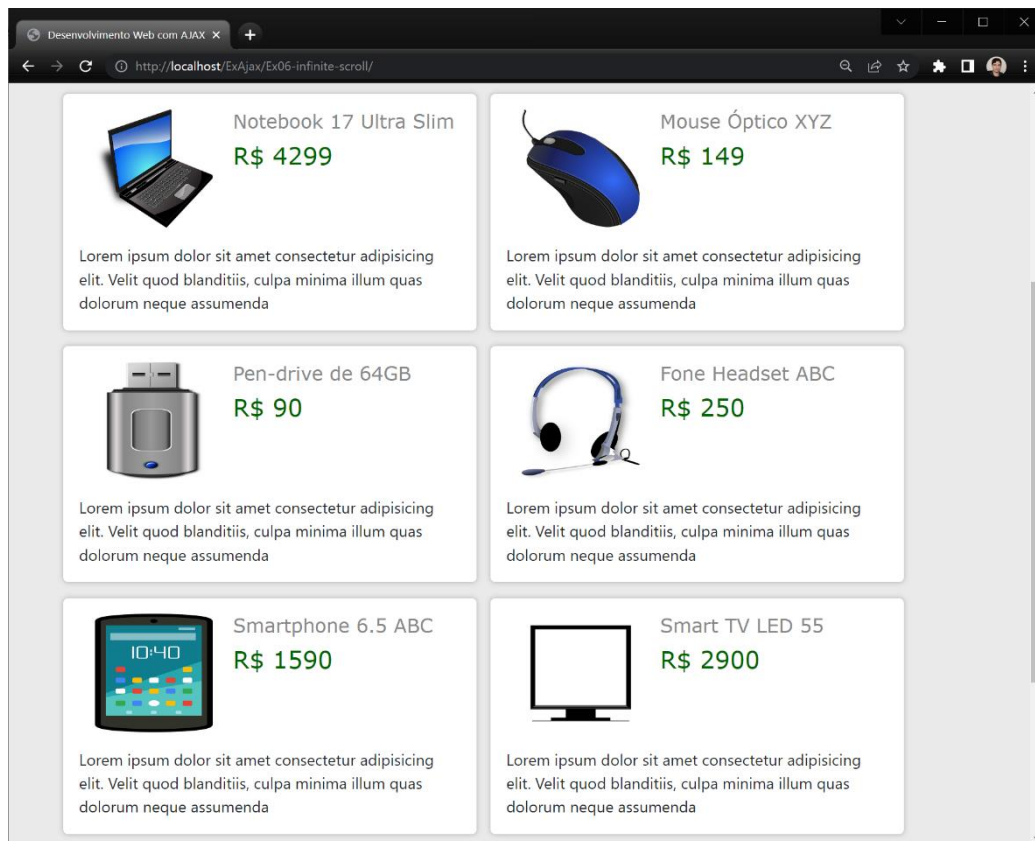 Desenvolvimento Web com AJAX
http://localhost/ExAjax/Ex06-infinite-scroll/
Notebook 17 Ultra Slim
R$ 4299
Lorem ipsum dolor sit amet consectetur adipisicing
elit. Velit quod blanditiis, culpa minima illum quas
dolorum neque assumenda
Mouse Óptico XYZ
R$ 149
Lorem ipsum dolor sit amet consectetur adipisicing
elit. Velit quod blanditiis, culpa minima illum quas
dolorum neque assumenda
Pen-drive de 64GB
R$ 90
Lorem ipsum dolor sit amet consectetur adipisicing
elit. Velit quod blanditiis, culpa minima illum quas
dolorum neque assumenda
Fone Headset ABC
R$ 250
Lorem ipsum dolor sit amet consectetur adipisicing
elit. Velit quod blanditiis, culpa minima illum quas
dolorum neque assumenda
10:40
Smartphone 6.5 ABC
R$ 1590
Lorem ipsum dolor sit amet consectetur adipisicing
elit. Velit quod blanditiis, culpa minima illum quas
dolorum neque assumenda
Smart TV LED 55
R$ 2900
Lorem ipsum dolor sit amet consectetur adipisicing
elit. Velit quod blanditiis, culpa minima illum quas
dolorum neque assumenda